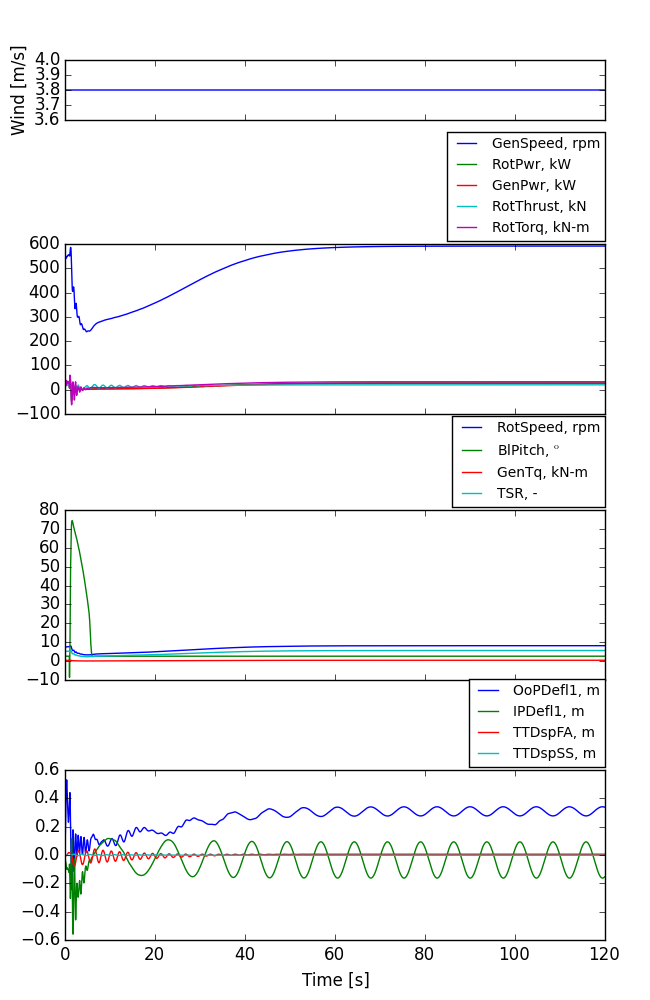 Wind [m/s]
4.0
3.9
3.8
3.7
3.6
GenSpeed, rpm
RotPwr, kW
GenPwr, kW
RotThrust, kN
RotTorq, kN-m
600
500
400
300
200
100
0
−100
RotSpeed, rpm
BlPitch, °
GenTq, kN-m
TSR, -
80
70
60
50
40
30
20
10
0
−10
OoPDefl1, m
IPDefl1, m
TTDspFA, m
TTDspSS, m
0.6
0.4
0.2
0.0
−0.2
−0.4
−0.6
0 20 40 60 80 100 120
Time [s]